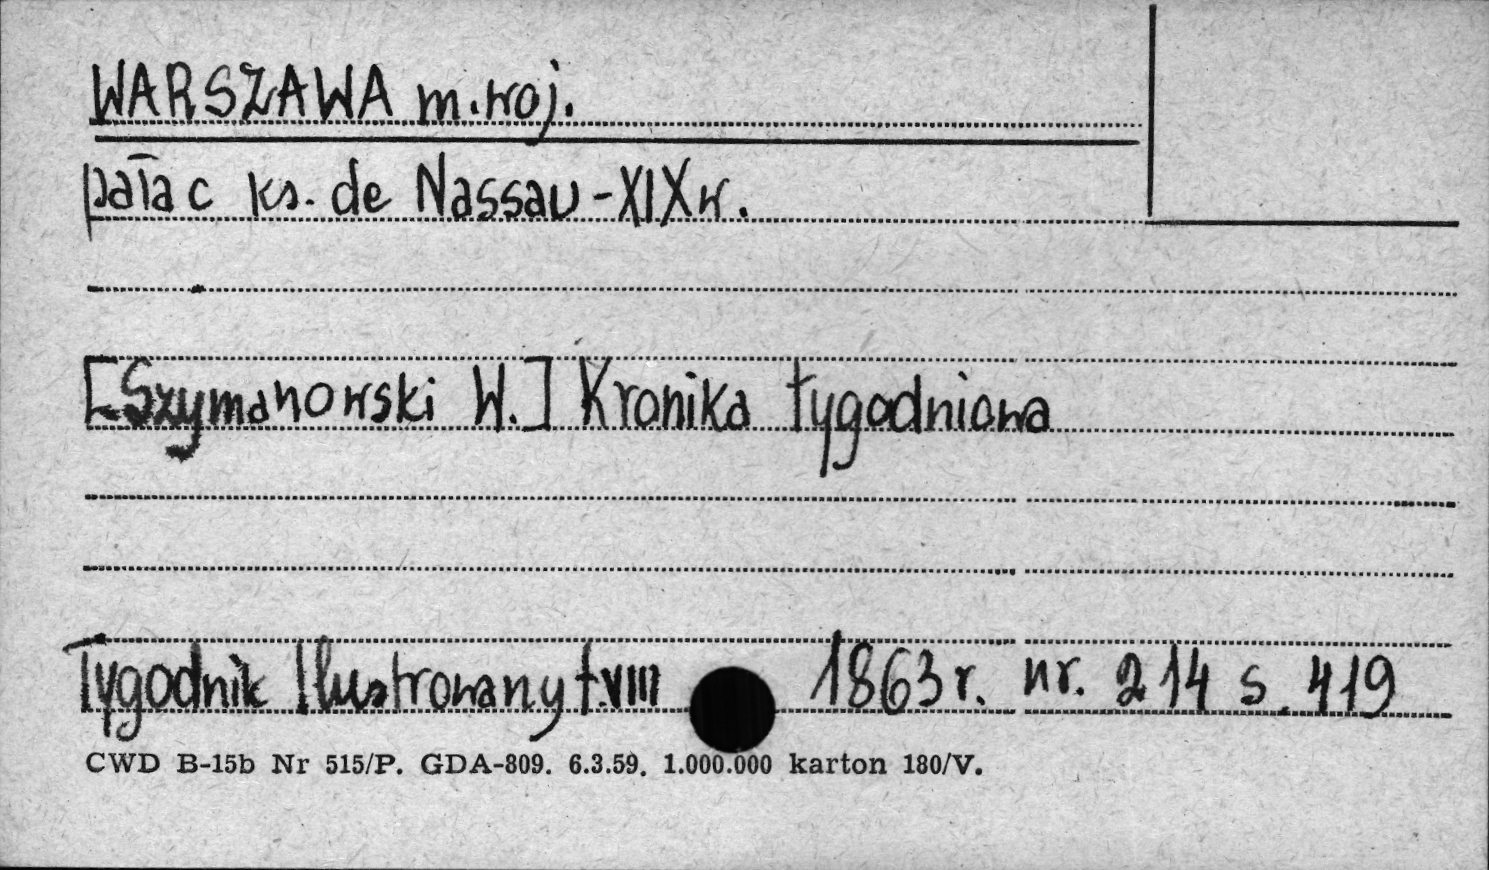 WARSZAWA m.woj.
pałac ks. de Nassau - XIX w.
[Szymanowski W.] Kronika tygodniowa
Tygodnik Ilustrowany t.VIII 1863 r. nr. 214 s. 419
CWD B-15b Nr 515/P. GDA-809. 6.3.59. 1.000.000 karton 180/V.